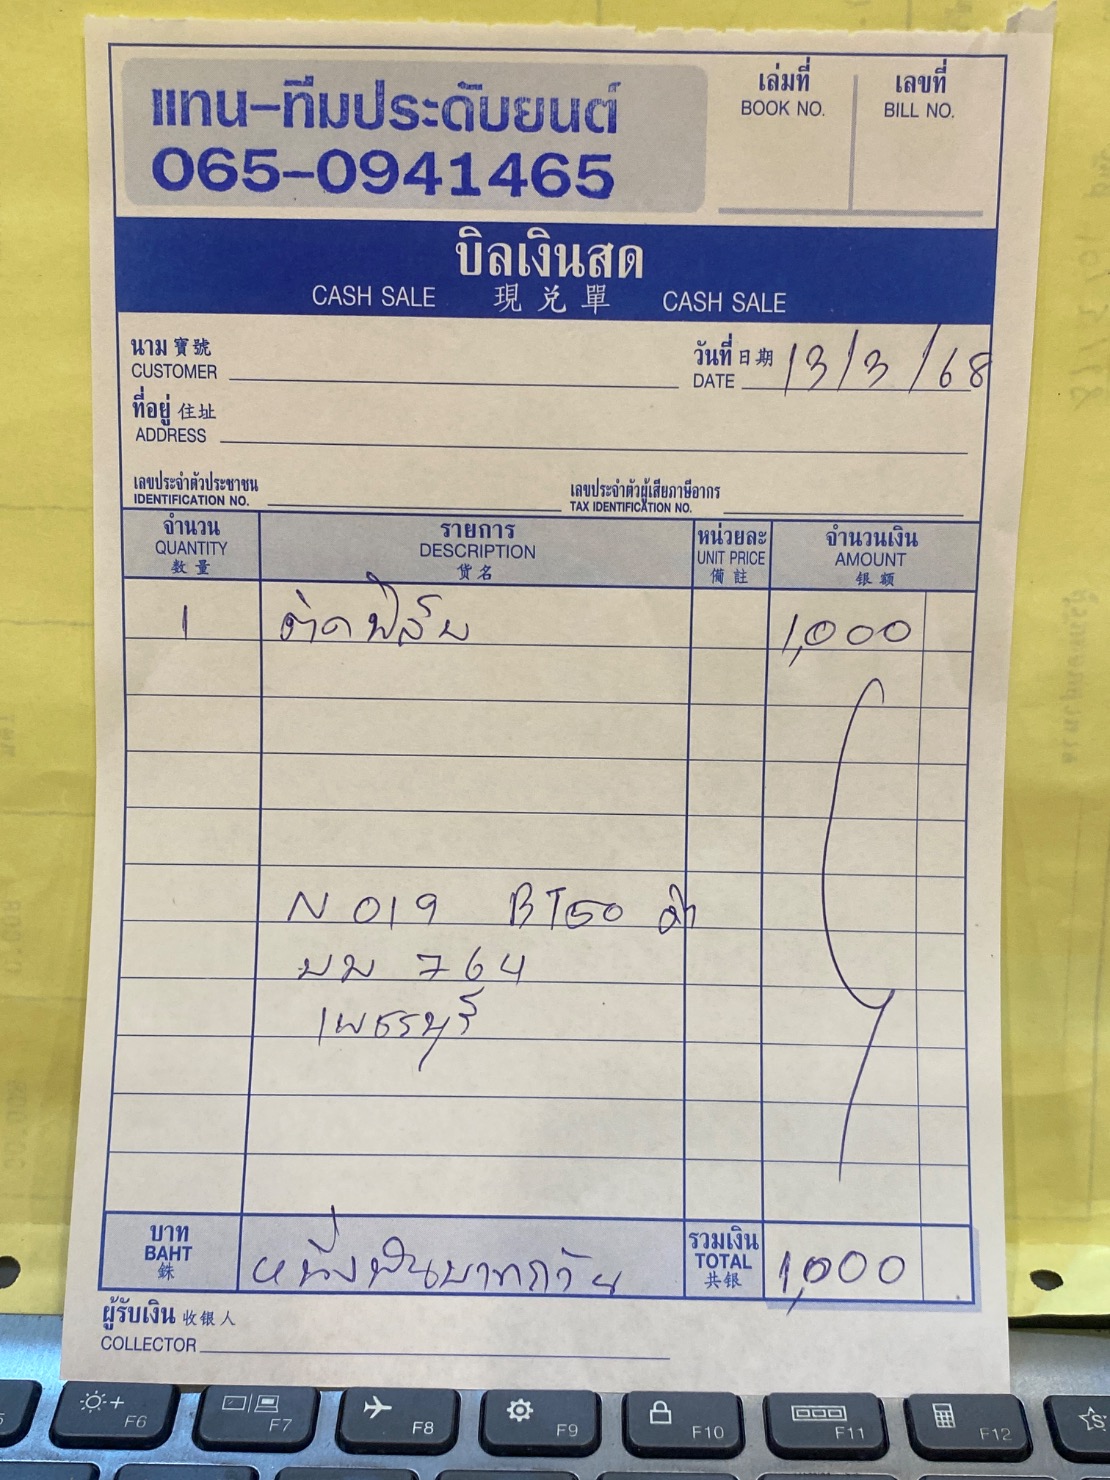 แทน-ทีมประดับยนต์
065-0941465
เล่มที่
BOOK NO.
เลขที่
BILL NO.
บิลเงินสด
CASH SALE 現兑單 CASH SALE
นาม 寶號
CUSTOMER
วันที่ 日期
DATE 13/3/68
ที่อยู่ 住址
ADDRESS
เลขประจำตัวประชาชน
IDENTIFICATION NO.
เลขประจำตัวผู้เสียภาษีอากร
TAX IDENTIFICATION NO.
จำนวน
QUANTITY
数量
รายการ
DESCRIPTION
货名
หน่วยละ
UNIT PRICE
備註
จำนวนเงิน
AMOUNT
银额
1 ติดฟิล์ม 1,000
N 019 BT50 ดำ
บบ 764
เพชรบุรี
บาท
BAHT
銖
หนึ่งพันบาทถ้วน
รวมเงิน
TOTAL
共银
1,000
ผู้รับเงิน 收银人
COLLECTOR
F6
F7
F8
F9
F10
F11
F12